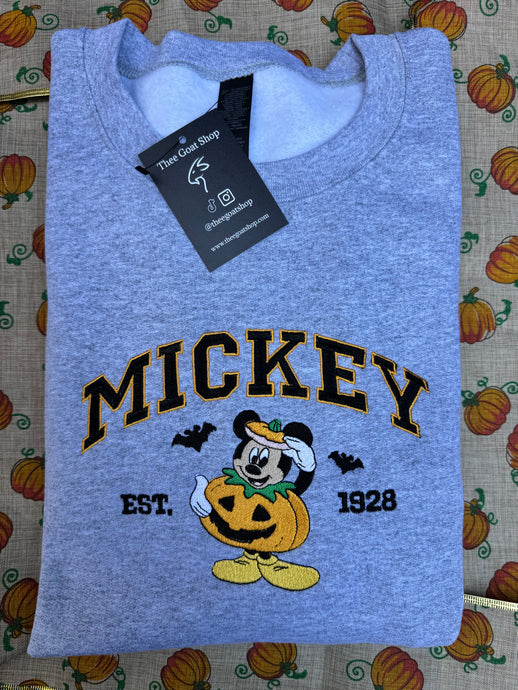 Thee Goat Shop
@theegoatshop
www.theegoatshop.com
MICKEY
EST. 1928